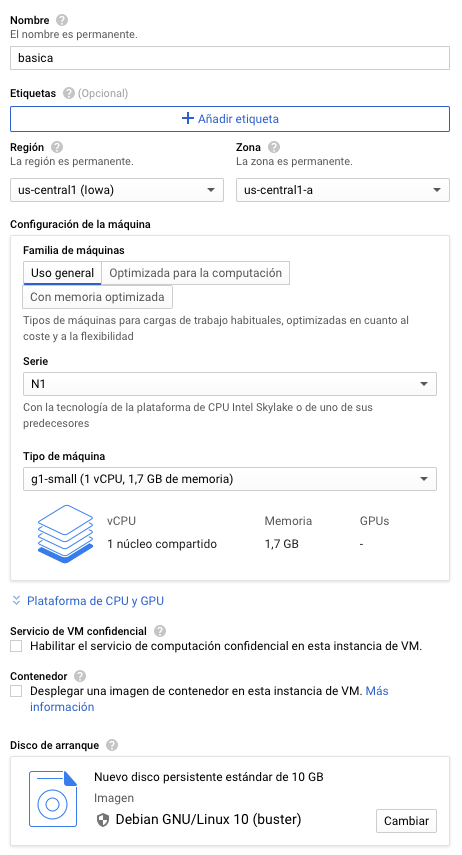 Nombre ?
El nombre es permanente.
basica
Etiquetas ? (Opcional)
+ Añadir etiqueta
Región ?
La región es permanente.
Zona ?
La zona es permanente.
us-central1 (Iowa)
us-central1-a
Configuración de la máquina
Familia de máquinas
Uso general
Optimizada para la computación
Con memoria optimizada
Tipos de máquinas para cargas de trabajo habituales, optimizadas en cuanto al
coste y a la flexibilidad
Serie
N1
Con la tecnología de la plataforma de CPU Intel Skylake o de uno de sus
predecesores
Tipo de máquina
g1-small (1 vCPU, 1,7 GB de memoria)
vCPU
Memoria
GPUs
1 núcleo compartido
1,7 GB
-
Plataforma de CPU y GPU
Servicio de VM confidencial ?
Habilitar el servicio de computación confidencial en esta instancia de VM.
Contenedor ?
Desplegar una imagen de contenedor en esta instancia de VM. Más
información
Disco de arranque ?
Nuevo disco persistente estándar de 10 GB
Imagen
Debian GNU/Linux 10 (buster)
Cambiar